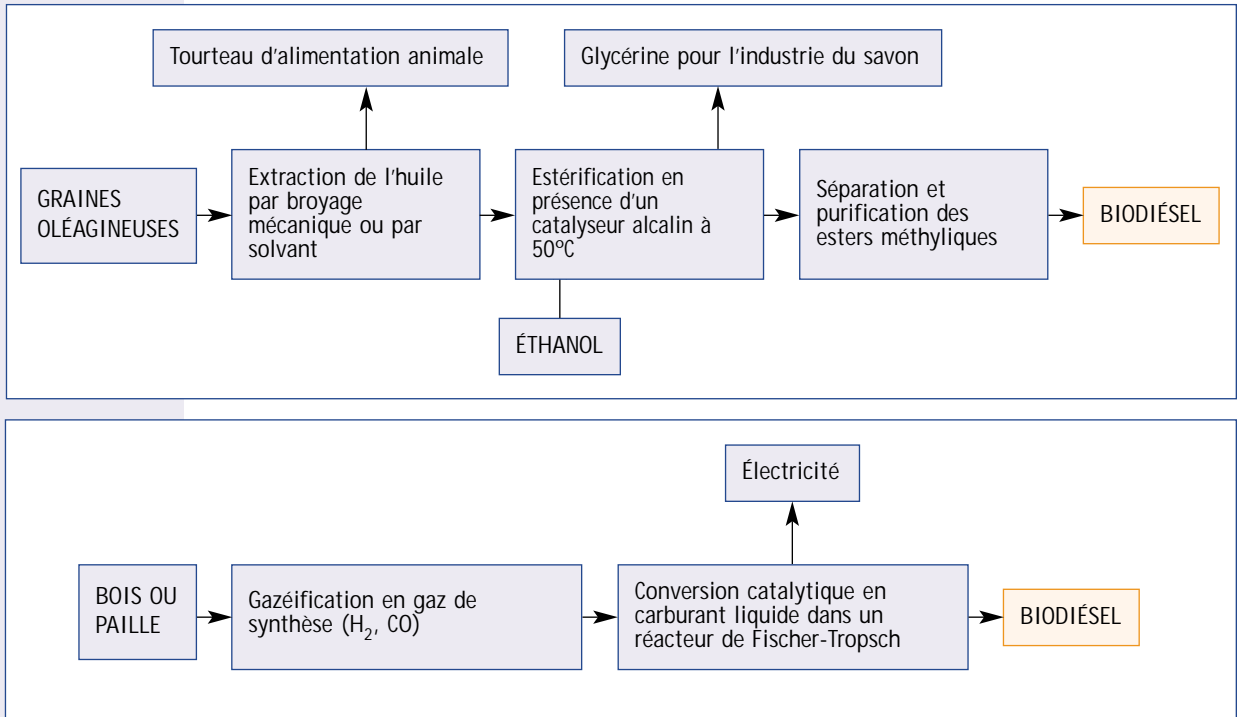 Tourteau d'alimentation animale
Glycérine pour l'industrie du savon
GRAINES
OLÉAGINEUSES
Extraction de l'huile
par broyage
mécanique ou par
solvant
Estérification en
présence d'un
catalyseur alcalin à
50ºC
Séparation et
purification des
esters méthyliques
BIODIÉSEL
ÉTHANOL
Électricité
BOIS OU
PAILLE
Gazéification en gaz de
synthèse (H₂, CO)
Conversion catalytique en
carburant liquide dans un
réacteur de Fischer-Tropsch
BIODIÉSEL